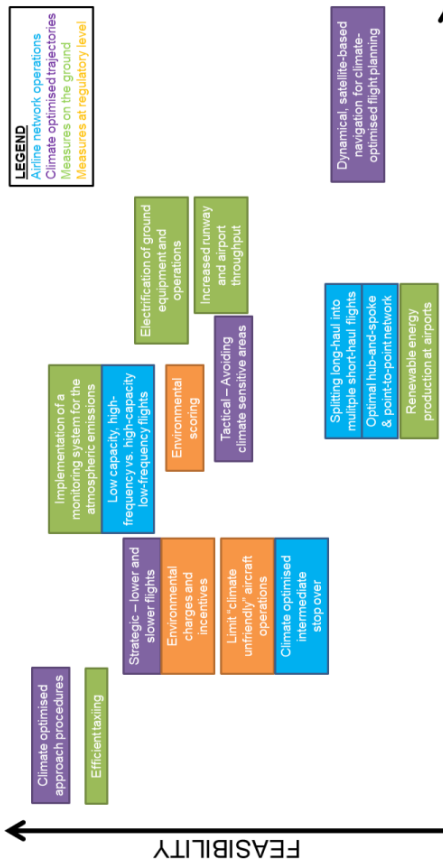 LEGEND
Airline network operations
Climate optimised trajectories
Measures on the ground
Measures at regulatory level
Climate optimised
approach procedures
Efficient taxiing
Implementation of a
monitoring system for the
atmospheric emissions
Low capacity, high-
frequency vs. high-capacity
low-frequency flights
Strategic – lower and
slower flights
Environmental
charges and
incentives
Environmental
scoring
Electrification of ground
equipment and
operations
Increased runway
and airport
throughput
Tactical – Avoiding
climate sensitive areas
Limit “climate
unfriendly” aircraft
operations
Climate optimised
intermediate
stop over
Splitting long-haul into
mulitple short-haul flights
Optimal hub-and-spoke
& point-to-point network
Renewable energy
production at airports
Dynamical, satellite-based
navigation for climate-
optimised flight planning
FEASIBILITY